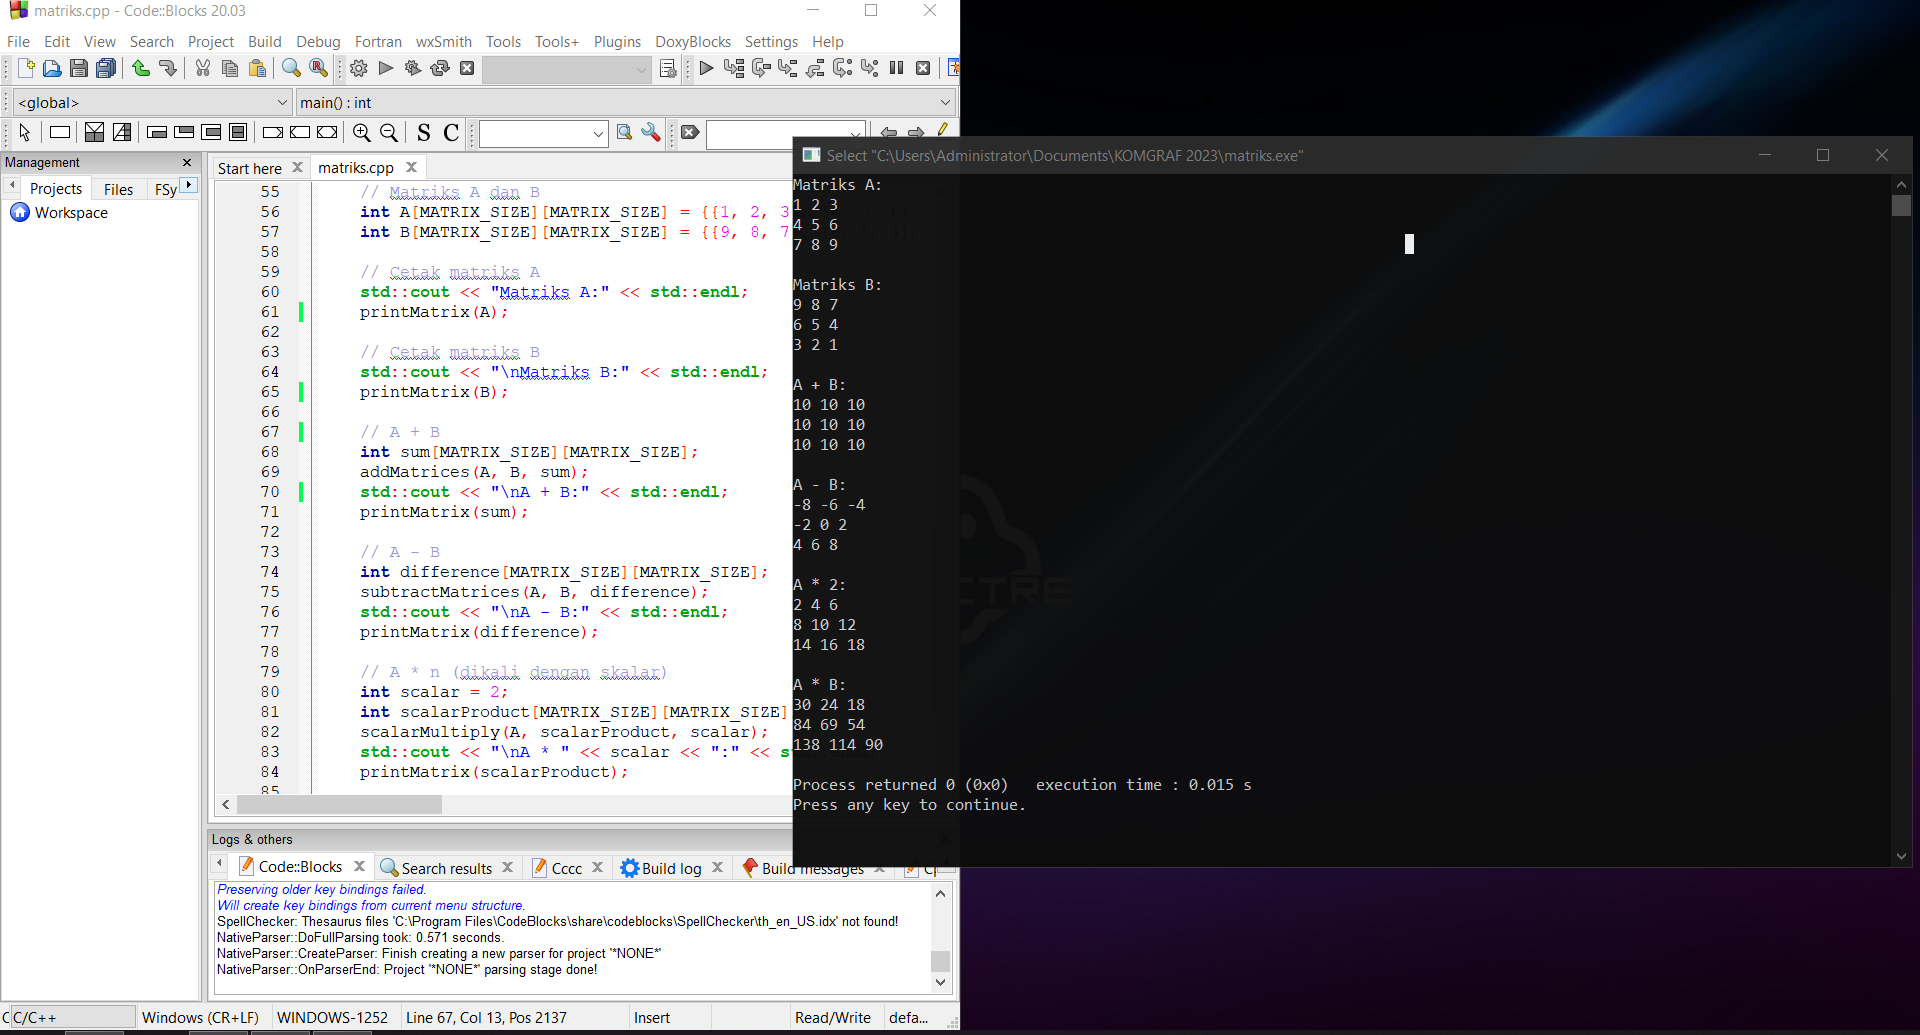 matriks.cpp - Code::Blocks 20.03
File Edit View Search Project Build Debug Fortran wxSmith Tools Tools+ Plugins DoxyBlocks Settings Help
<global> main() : int
S C
Management
Projects Files FSy
Workspace
Start here matriks.cpp
55 // Matriks A dan B
56 int A[MATRIX_SIZE][MATRIX_SIZE] = {{1, 2, 3
57 int B[MATRIX_SIZE][MATRIX_SIZE] = {{9, 8, 7
58
59 // Cetak matriks A
60 std::cout << "Matriks A:" << std::endl;
61 printMatrix(A);
62
63 // Cetak matriks B
64 std::cout << "\nMatriks B:" << std::endl;
65 printMatrix(B);
66
67 // A + B
68 int sum[MATRIX_SIZE][MATRIX_SIZE];
69 addMatrices(A, B, sum);
70 std::cout << "\nA + B:" << std::endl;
71 printMatrix(sum);
72
73 // A - B
74 int difference[MATRIX_SIZE][MATRIX_SIZE];
75 subtractMatrices(A, B, difference);
76 std::cout << "\nA - B:" << std::endl;
77 printMatrix(difference);
78
79 // A * n (dikali dengan skalar)
80 int scalar = 2;
81 int scalarProduct[MATRIX_SIZE][MATRIX_SIZE]
82 scalarMultiply(A, scalarProduct, scalar);
83 std::cout << "\nA * " << scalar << ":" << s
84 printMatrix(scalarProduct);
85
Logs & others
Code::Blocks Search results Cccc Build log Build messages
Preserving older key bindings failed.
Will create key bindings from current menu structure.
SpellChecker: Thesaurus files 'C:\Program Files\CodeBlocks\share\codeblocks\SpellChecker\th_en_US.idx' not found!
NativeParser::DoFullParsing took: 0.571 seconds.
NativeParser::CreateParser: Finish creating a new parser for project '*NONE*'
NativeParser::OnParserEnd: Project '*NONE*' parsing stage done!
C/C++ Windows (CR+LF) WINDOWS-1252 Line 67, Col 13, Pos 2137 Insert Read/Write defa...
Select "C:\Users\Administrator\Documents\KOMGRAF 2023\matriks.exe"
Matriks A:
1 2 3
4 5 6
7 8 9
Matriks B:
9 8 7
6 5 4
3 2 1
A + B:
10 10 10
10 10 10
10 10 10
A - B:
-8 -6 -4
-2 0 2
4 6 8
A * 2:
2 4 6
8 10 12
14 16 18
A * B:
30 24 18
84 69 54
138 114 90
Process returned 0 (0x0) execution time : 0.015 s
Press any key to continue.